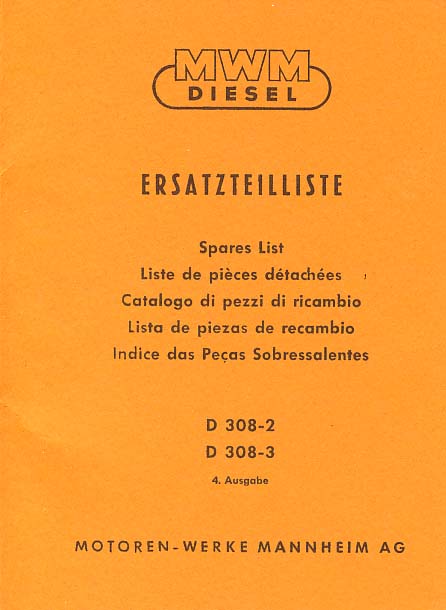 MWM
DIESEL
ERSATZTEILLISTE
Spares List
Liste de pièces détachées
Catalogo di pezzi di ricambio
Lista de piezas de recambio
Indice das Peças Sobressalentes
D 308-2
D 308-3
4. Ausgabe
MOTOREN-WERKE MANNHEIM AG